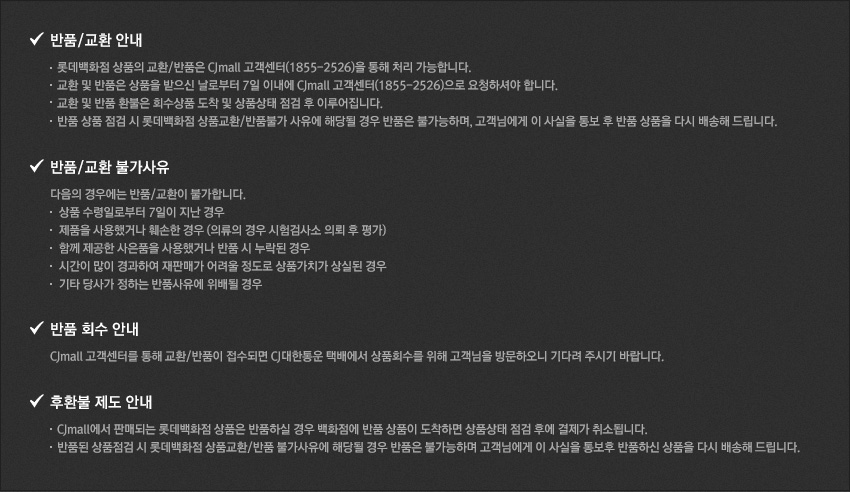 반품/교환 안내
· 롯데백화점 상품의 교환/반품은 CJmall 고객센터(1855-2526)을 통해 처리 가능합니다.
· 교환 및 반품은 상품을 받으신 날로부터 7일 이내에 CJmall 고객센터(1855-2526)으로 요청하셔야 합니다.
· 교환 및 반품 환불은 회수상품 도착 및 상품상태 점검 후 이루어집니다.
· 반품 상품 점검 시 롯데백화점 상품교환/반품불가 사유에 해당될 경우 반품은 불가능하며, 고객님에게 이 사실을 통보 후 반품 상품을 다시 배송해 드립니다.
반품/교환 불가사유
다음의 경우에는 반품/교환이 불가합니다.
· 상품 수령일로부터 7일이 지난 경우
· 제품을 사용했거나 훼손한 경우 (의류의 경우 시험검사소 의뢰 후 평가)
· 함께 제공한 사은품을 사용했거나 반품 시 누락된 경우
· 시간이 많이 경과하여 재판매가 어려울 정도로 상품가치가 상실된 경우
· 기타 당사가 정하는 반품사유에 위배될 경우
반품 회수 안내
CJmall 고객센터를 통해 교환/반품이 접수되면 CJ대한통운 택배에서 상품회수를 위해 고객님을 방문하오니 기다려 주시기 바랍니다.
후환불 제도 안내
· CJmall에서 판매되는 롯데백화점 상품은 반품하실 경우 백화점에 반품 상품이 도착하면 상품상태 점검 후에 결제가 취소됩니다.
· 반품된 상품점검 시 롯데백화점 상품교환/반품 불가사유에 해당될 경우 반품은 불가능하며 고객님에게 이 사실을 통보후 반품하신 상품을 다시 배송해 드립니다.